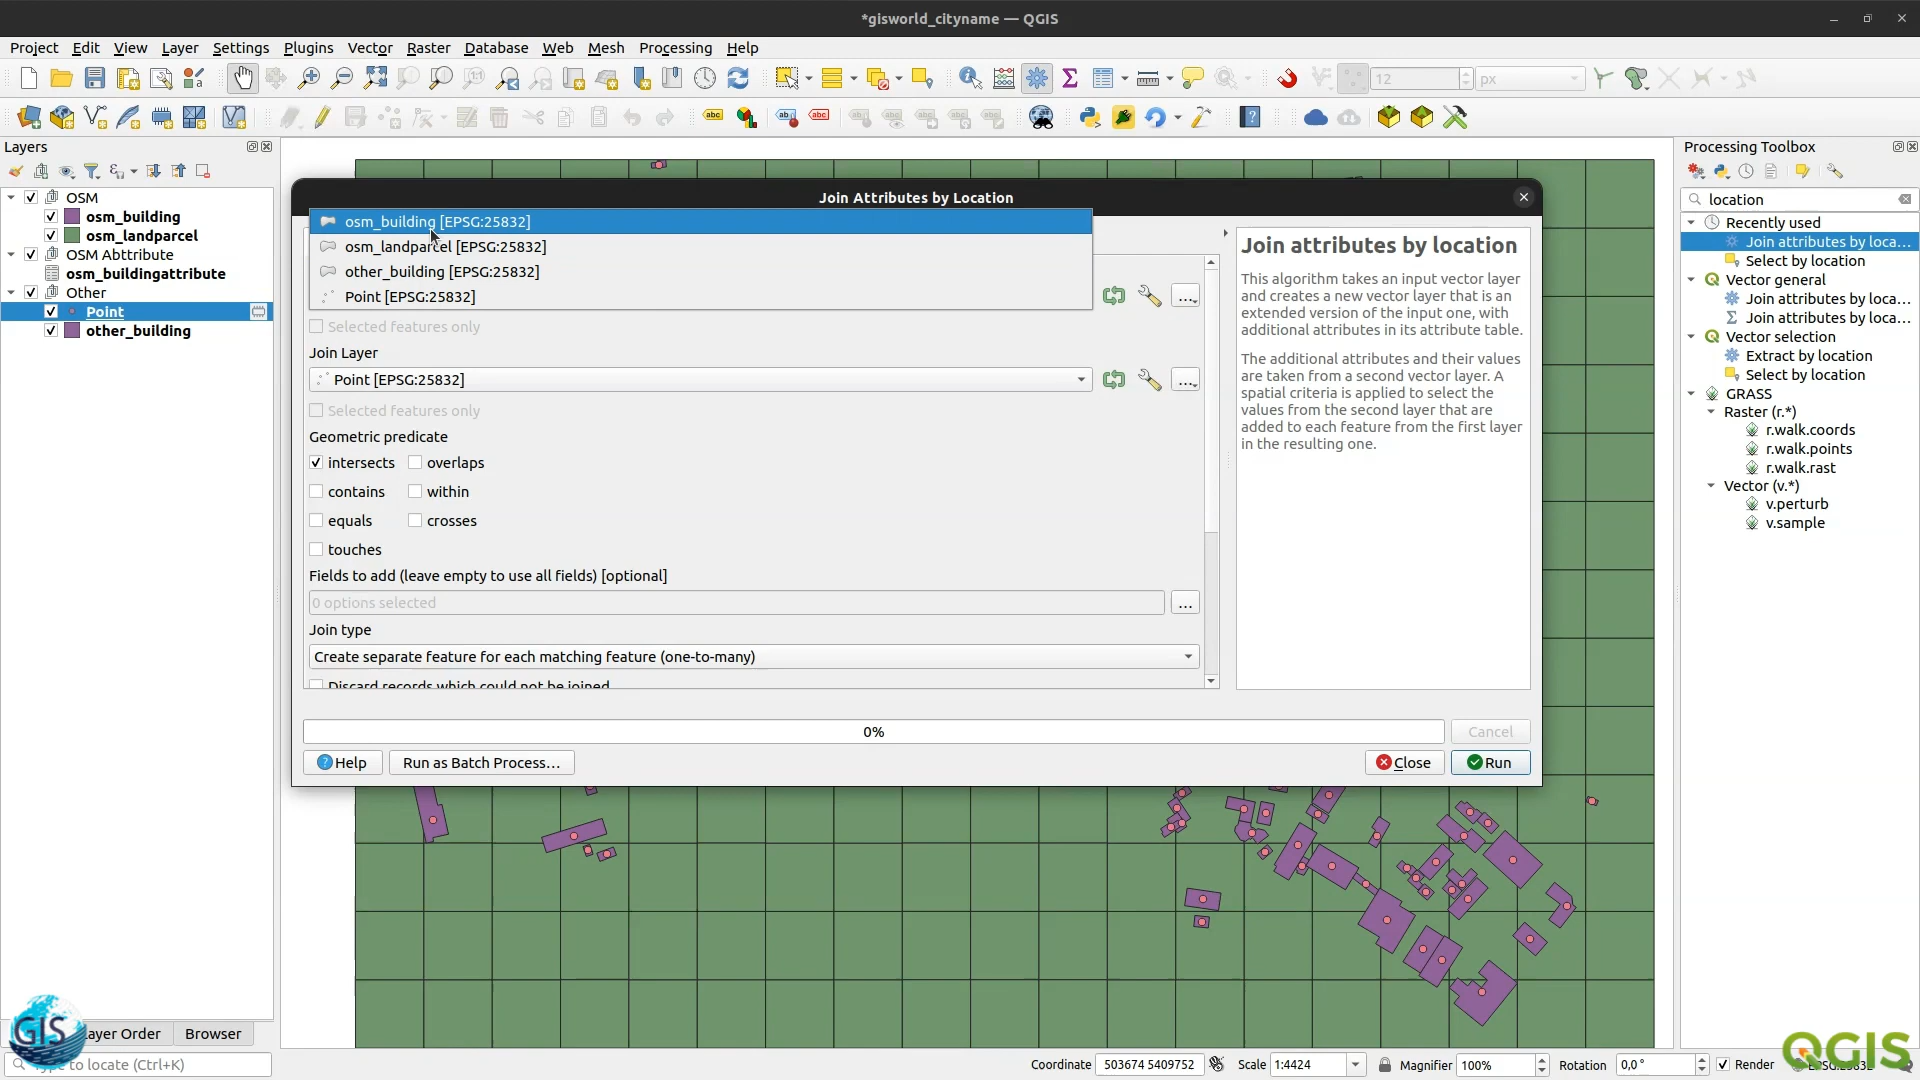 *gisworld_cityname — QGIS
Project Edit View Layer Settings Plugins Vector Raster Database Web Mesh Processing Help
12 px
Layers
OSM
osm_building
osm_landparcel
OSM Abttribute
osm_buildingattribute
Other
Point
other_building
Join Attributes by Location
osm_building [EPSG:25832]
osm_landparcel [EPSG:25832]
other_building [EPSG:25832]
Point [EPSG:25832]
Selected features only
Join Layer
Point [EPSG:25832]
Selected features only
Geometric predicate
intersects overlaps
contains within
equals crosses
touches
Fields to add (leave empty to use all fields) [optional]
0 options selected
Join type
Create separate feature for each matching feature (one-to-many)
Discard records which could not be joined
0%
Cancel
Help Run as Batch Process… Close Run
Join attributes by location
This algorithm takes an input vector layer
and creates a new vector layer that is an
extended version of the input one, with
additional attributes in its attribute table.
The additional attributes and their values
are taken from a second vector layer. A
spatial criteria is applied to select the
values from the second layer that are
added to each feature from the first layer
in the resulting one.
Processing Toolbox
location
Recently used
Join attributes by loca...
Select by location
Vector general
Join attributes by loca...
Join attributes by loca...
Vector selection
Extract by location
Select by location
GRASS
Raster (r.*)
r.walk.coords
r.walk.points
r.walk.rast
Vector (v.*)
v.perturb
v.sample
GIS
Layer Order Browser
to locate (Ctrl+K)
Coordinate 503674 5409752 Scale 1:4424 Magnifier 100% Rotation 0,0 ° Render
QGIS